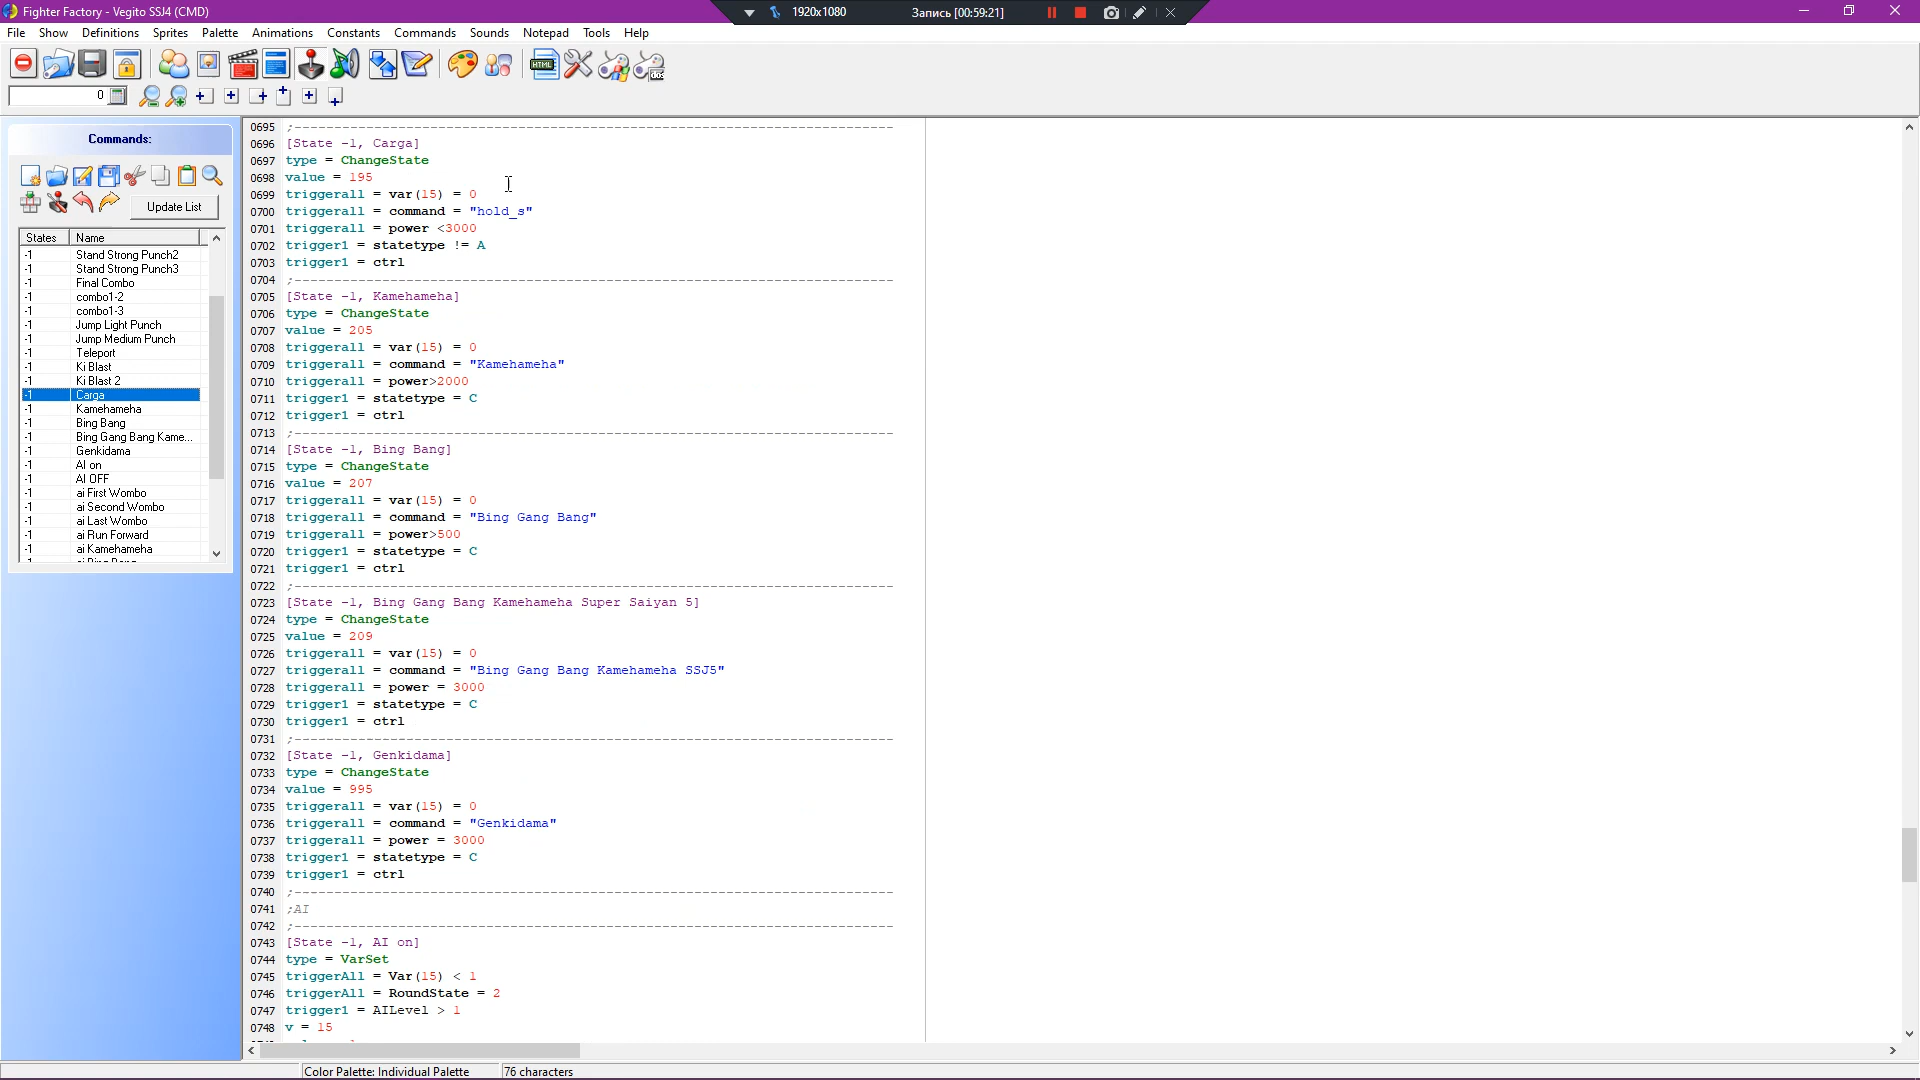 Fighter Factory - Vegito SSJ4 (CMD)
1920x1080
Запись [00:59:21]
File Show Definitions Sprites Palette Animations Constants Commands Sounds Notepad Tools Help
HTML
dos
0
Commands:
Update List
States Name
-1 Stand Strong Punch2
-1 Stand Strong Punch3
-1 Final Combo
-1 combo1-2
-1 combo1-3
-1 Jump Light Punch
-1 Jump Medium Punch
-1 Teleport
-1 Ki Blast
-1 Ki Blast 2
-1 Carga
-1 Kamehameha
-1 Bing Bang
-1 Bing Gang Bang Kame...
-1 Genkidama
-1 AI on
-1 AI OFF
-1 ai First Wombo
-1 ai Second Wombo
-1 ai Last Wombo
-1 ai Run Forward
-1 ai Kamehameha
-1 ai Bing Bang
0695 ;---------------------------------------------------------------------------
0696 [State -1, Carga]
0697 type = ChangeState
0698 value = 195
0699 triggerall = var(15) = 0
0700 triggerall = command = "hold_s"
0701 triggerall = power <3000
0702 trigger1 = statetype != A
0703 trigger1 = ctrl
0704 ;---------------------------------------------------------------------------
0705 [State -1, Kamehameha]
0706 type = ChangeState
0707 value = 205
0708 triggerall = var(15) = 0
0709 triggerall = command = "Kamehameha"
0710 triggerall = power>2000
0711 trigger1 = statetype = C
0712 trigger1 = ctrl
0713 ;---------------------------------------------------------------------------
0714 [State -1, Bing Bang]
0715 type = ChangeState
0716 value = 207
0717 triggerall = var(15) = 0
0718 triggerall = command = "Bing Gang Bang"
0719 triggerall = power>500
0720 trigger1 = statetype = C
0721 trigger1 = ctrl
0722 ;---------------------------------------------------------------------------
0723 [State -1, Bing Gang Bang Kamehameha Super Saiyan 5]
0724 type = ChangeState
0725 value = 209
0726 triggerall = var(15) = 0
0727 triggerall = command = "Bing Gang Bang Kamehameha SSJ5"
0728 triggerall = power = 3000
0729 trigger1 = statetype = C
0730 trigger1 = ctrl
0731 ;---------------------------------------------------------------------------
0732 [State -1, Genkidama]
0733 type = ChangeState
0734 value = 995
0735 triggerall = var(15) = 0
0736 triggerall = command = "Genkidama"
0737 triggerall = power = 3000
0738 trigger1 = statetype = C
0739 trigger1 = ctrl
0740 ;---------------------------------------------------------------------------
0741 ;AI
0742 ;---------------------------------------------------------------------------
0743 [State -1, AI on]
0744 type = VarSet
0745 triggerAll = Var(15) < 1
0746 triggerAll = RoundState = 2
0747 trigger1 = AILevel > 1
0748 v = 15
Color Palette: Individual Palette
76 characters